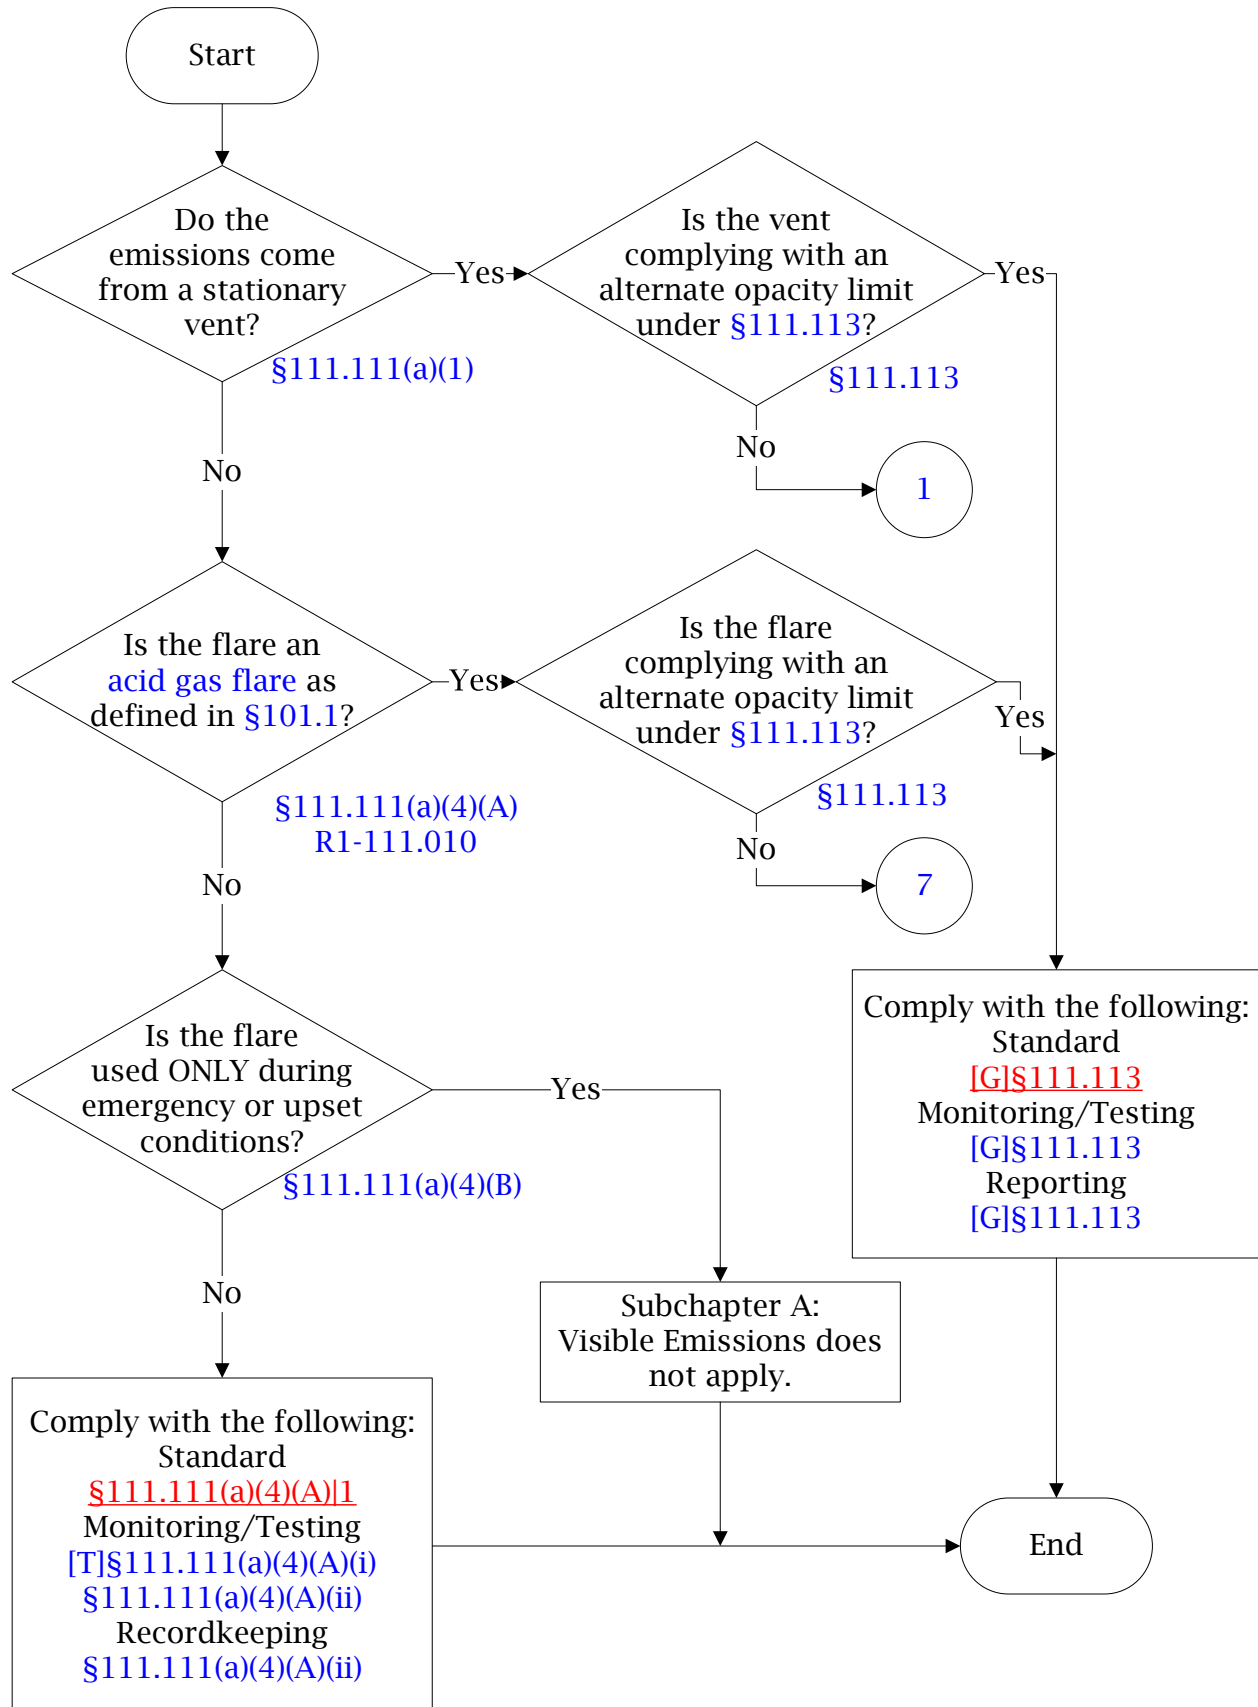 Start
Do the
emissions come
from a stationary
vent?
§111.111(a)(1)
Yes
Is the vent
complying with an
alternate opacity limit
under §111.113?
§111.113
Yes
No
1
No
Is the flare an
acid gas flare as
defined in §101.1?
§111.111(a)(4)(A)
R1-111.010
Yes
Is the flare
complying with an
alternate opacity limit
under §111.113?
§111.113
Yes
No
7
No
Is the flare
used ONLY during
emergency or upset
conditions?
§111.111(a)(4)(B)
Yes
Comply with the following:
Standard
[G]§111.113
Monitoring/Testing
[G]§111.113
Reporting
[G]§111.113
No
Subchapter A:
Visible Emissions does
not apply.
Comply with the following:
Standard
§111.111(a)(4)(A)|1
Monitoring/Testing
[T]§111.111(a)(4)(A)(i)
§111.111(a)(4)(A)(ii)
Recordkeeping
§111.111(a)(4)(A)(ii)
End